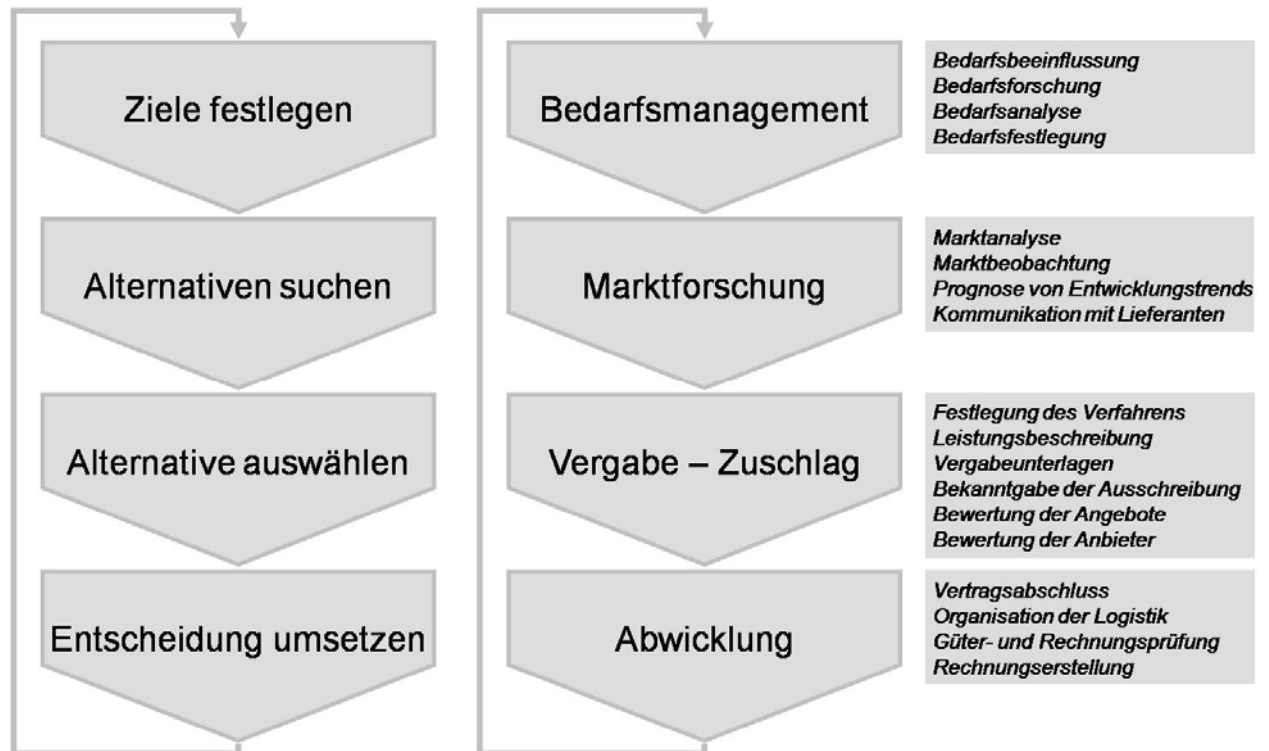 Ziele festlegen
Bedarfsmanagement
Bedarfsbeeinflussung
Bedarfsforschung
Bedarfsanalyse
Bedarfsfestlegung
Alternativen suchen
Marktforschung
Marktanalyse
Marktbeobachtung
Prognose von Entwicklungstrends
Kommunikation mit Lieferanten
Alternative auswählen
Vergabe – Zuschlag
Festlegung des Verfahrens
Leistungsbeschreibung
Vergabeunterlagen
Bekanntgabe der Ausschreibung
Bewertung der Angebote
Bewertung der Anbieter
Entscheidung umsetzen
Abwicklung
Vertragsabschluss
Organisation der Logistik
Güter- und Rechnungsprüfung
Rechnungserstellung